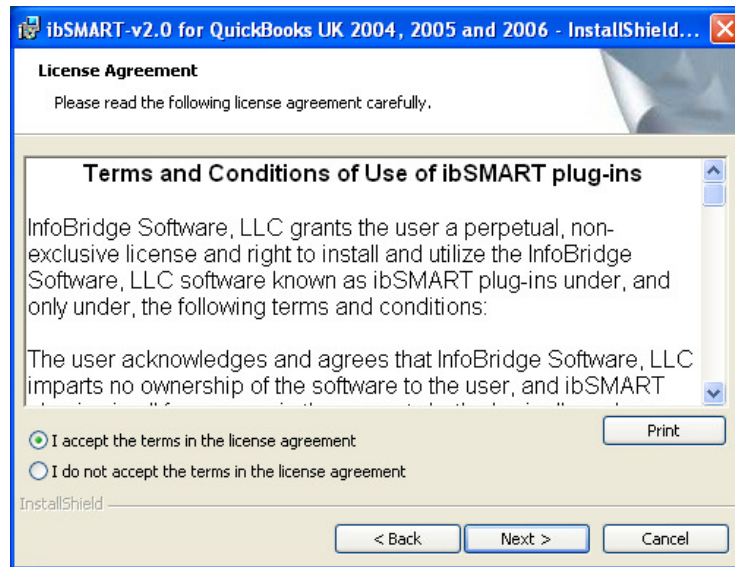 ibSMART-v2.0 for QuickBooks UK 2004, 2005 and 2006 - InstallShield...
License Agreement
Please read the following license agreement carefully.
Terms and Conditions of Use of ibSMART plug-ins
InfoBridge Software, LLC grants the user a perpetual, non-
exclusive license and right to install and utilize the InfoBridge
Software, LLC software known as ibSMART plug-ins under, and
only under, the following terms and conditions:
The user acknowledges and agrees that InfoBridge Software, LLC
imparts no ownership of the software to the user, and ibSMART
I accept the terms in the license agreement
Print
I do not accept the terms in the license agreement
InstallShield
< Back
Next >
Cancel